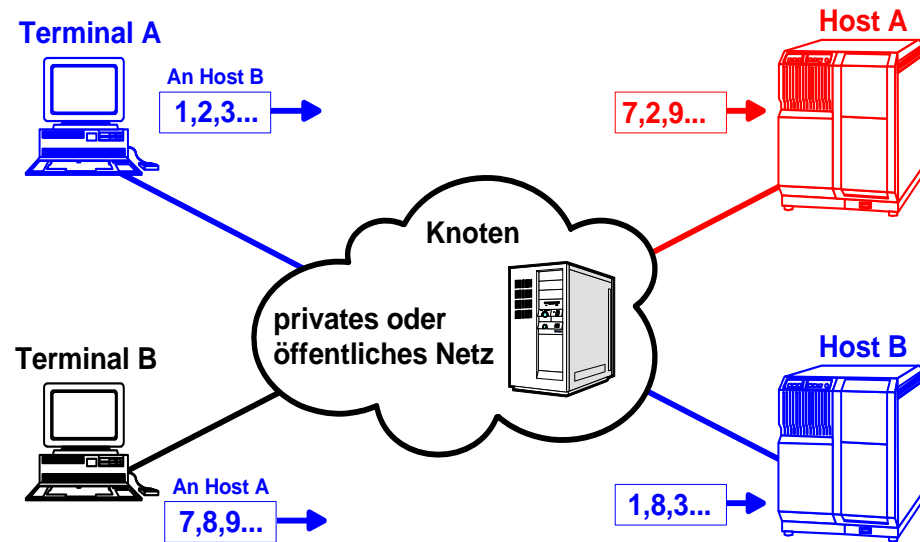 Terminal A
An Host B
1,2,3...
Host A
7,2,9...
Knoten
privates oder
öffentliches Netz
Terminal B
An Host A
7,8,9...
Host B
1,8,3...